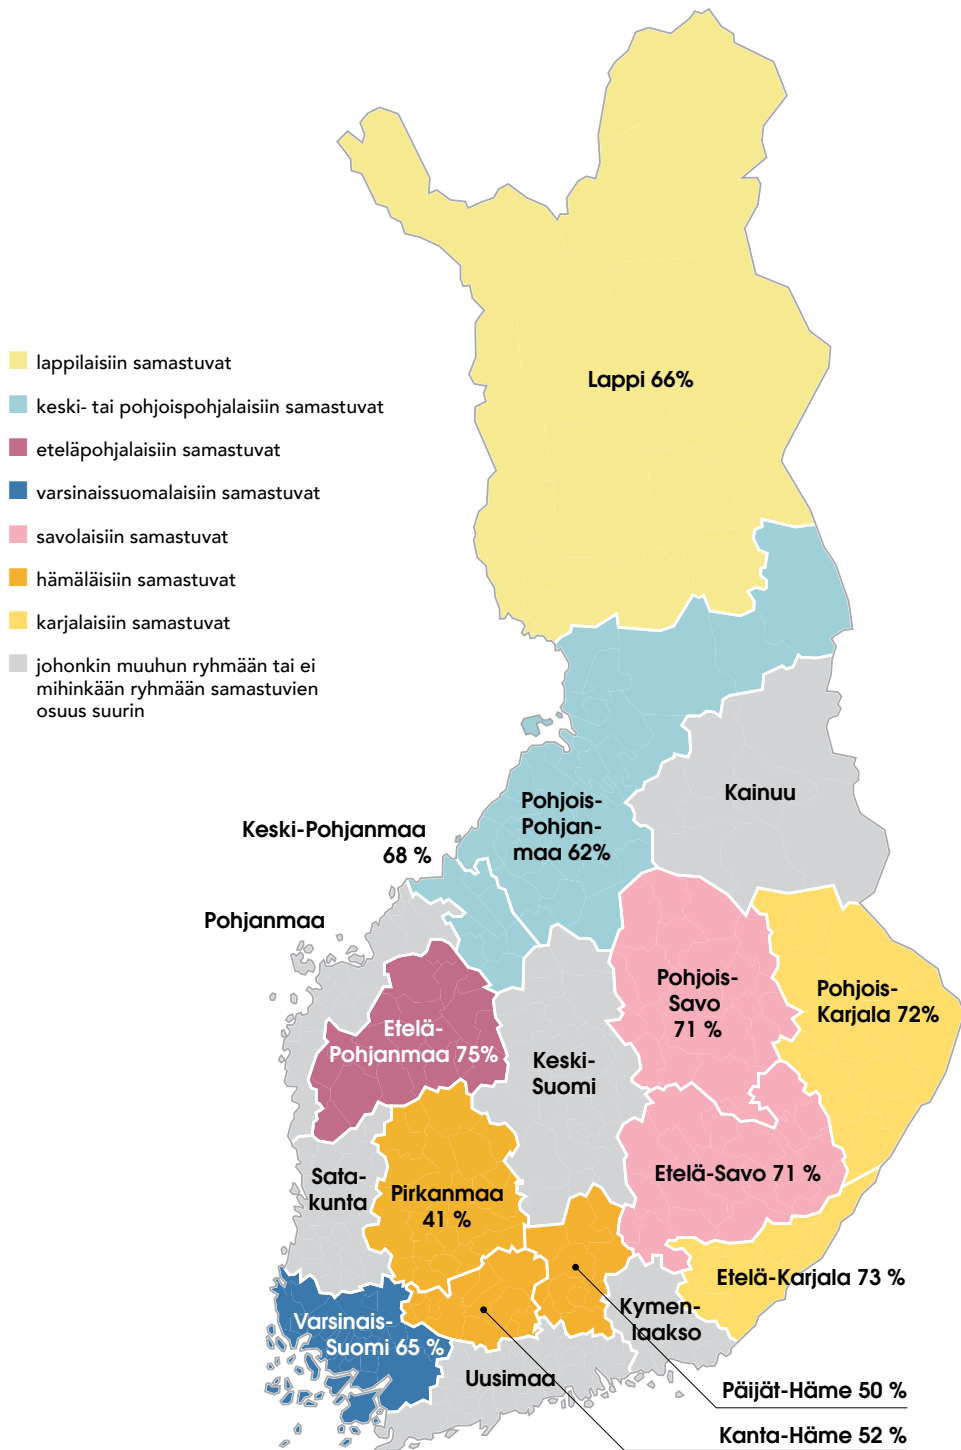 lappilaisiin samastuvat
keski- tai pohjoispohjalaisiin samastuvat
eteläpohjalaisiin samastuvat
varsinaissuomalaisiin samastuvat
savolaisiin samastuvat
hämäläisiin samastuvat
karjalaisiin samastuvat
johonkin muuhun ryhmään tai ei
mihinkään ryhmään samastuvien
osuus suurin
Lappi 66%
Kainuu
Pohjois-
Pohjan-
maa 62%
Keski-Pohjanmaa
68 %
Pohjanmaa
Pohjois-
Savo
71 %
Pohjois-
Karjala 72%
Etelä-
Pohjanmaa 75%
Keski-
Suomi
Etelä-Savo 71 %
Sata-
kunta
Pirkanmaa
41 %
Etelä-Karjala 73 %
Kymen-
laakso
Varsinais-
Suomi 65 %
Uusimaa
Päijät-Häme 50 %
Kanta-Häme 52 %